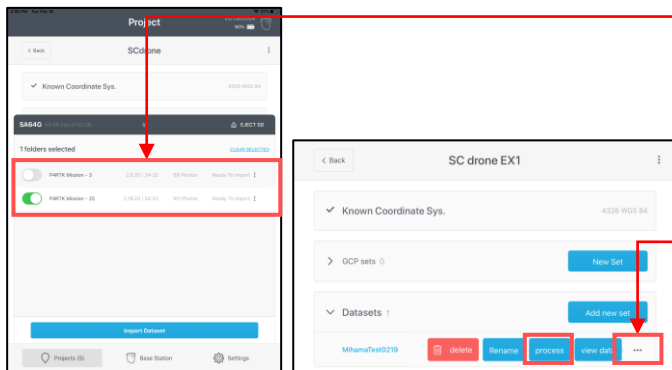 Project
< Back
SCdrone
Known Coordinate Sys.
4326 WGS 84
SA64G
EJECT SD
1 folders selected
CLEAR SELECTED
P4RTK Mission - 3
Ready To Import
P4RTK Mission - 25
Ready To Import
Import Dataset
Projects (5)
Base Station
Settings
< Back
SC drone EX1
Known Coordinate Sys.
4326 WGS 84
GCP sets 0
New Set
Datasets 1
Add new set
MihamaTest0219
delete
Rename
process
view data